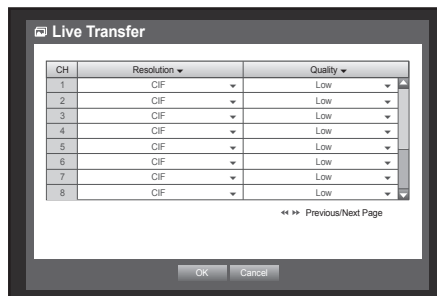 Live Transfer
CH Resolution Quality
1 CIF Low
2 CIF Low
3 CIF Low
4 CIF Low
5 CIF Low
6 CIF Low
7 CIF Low
8 CIF Low
Previous/Next Page
OK Cancel